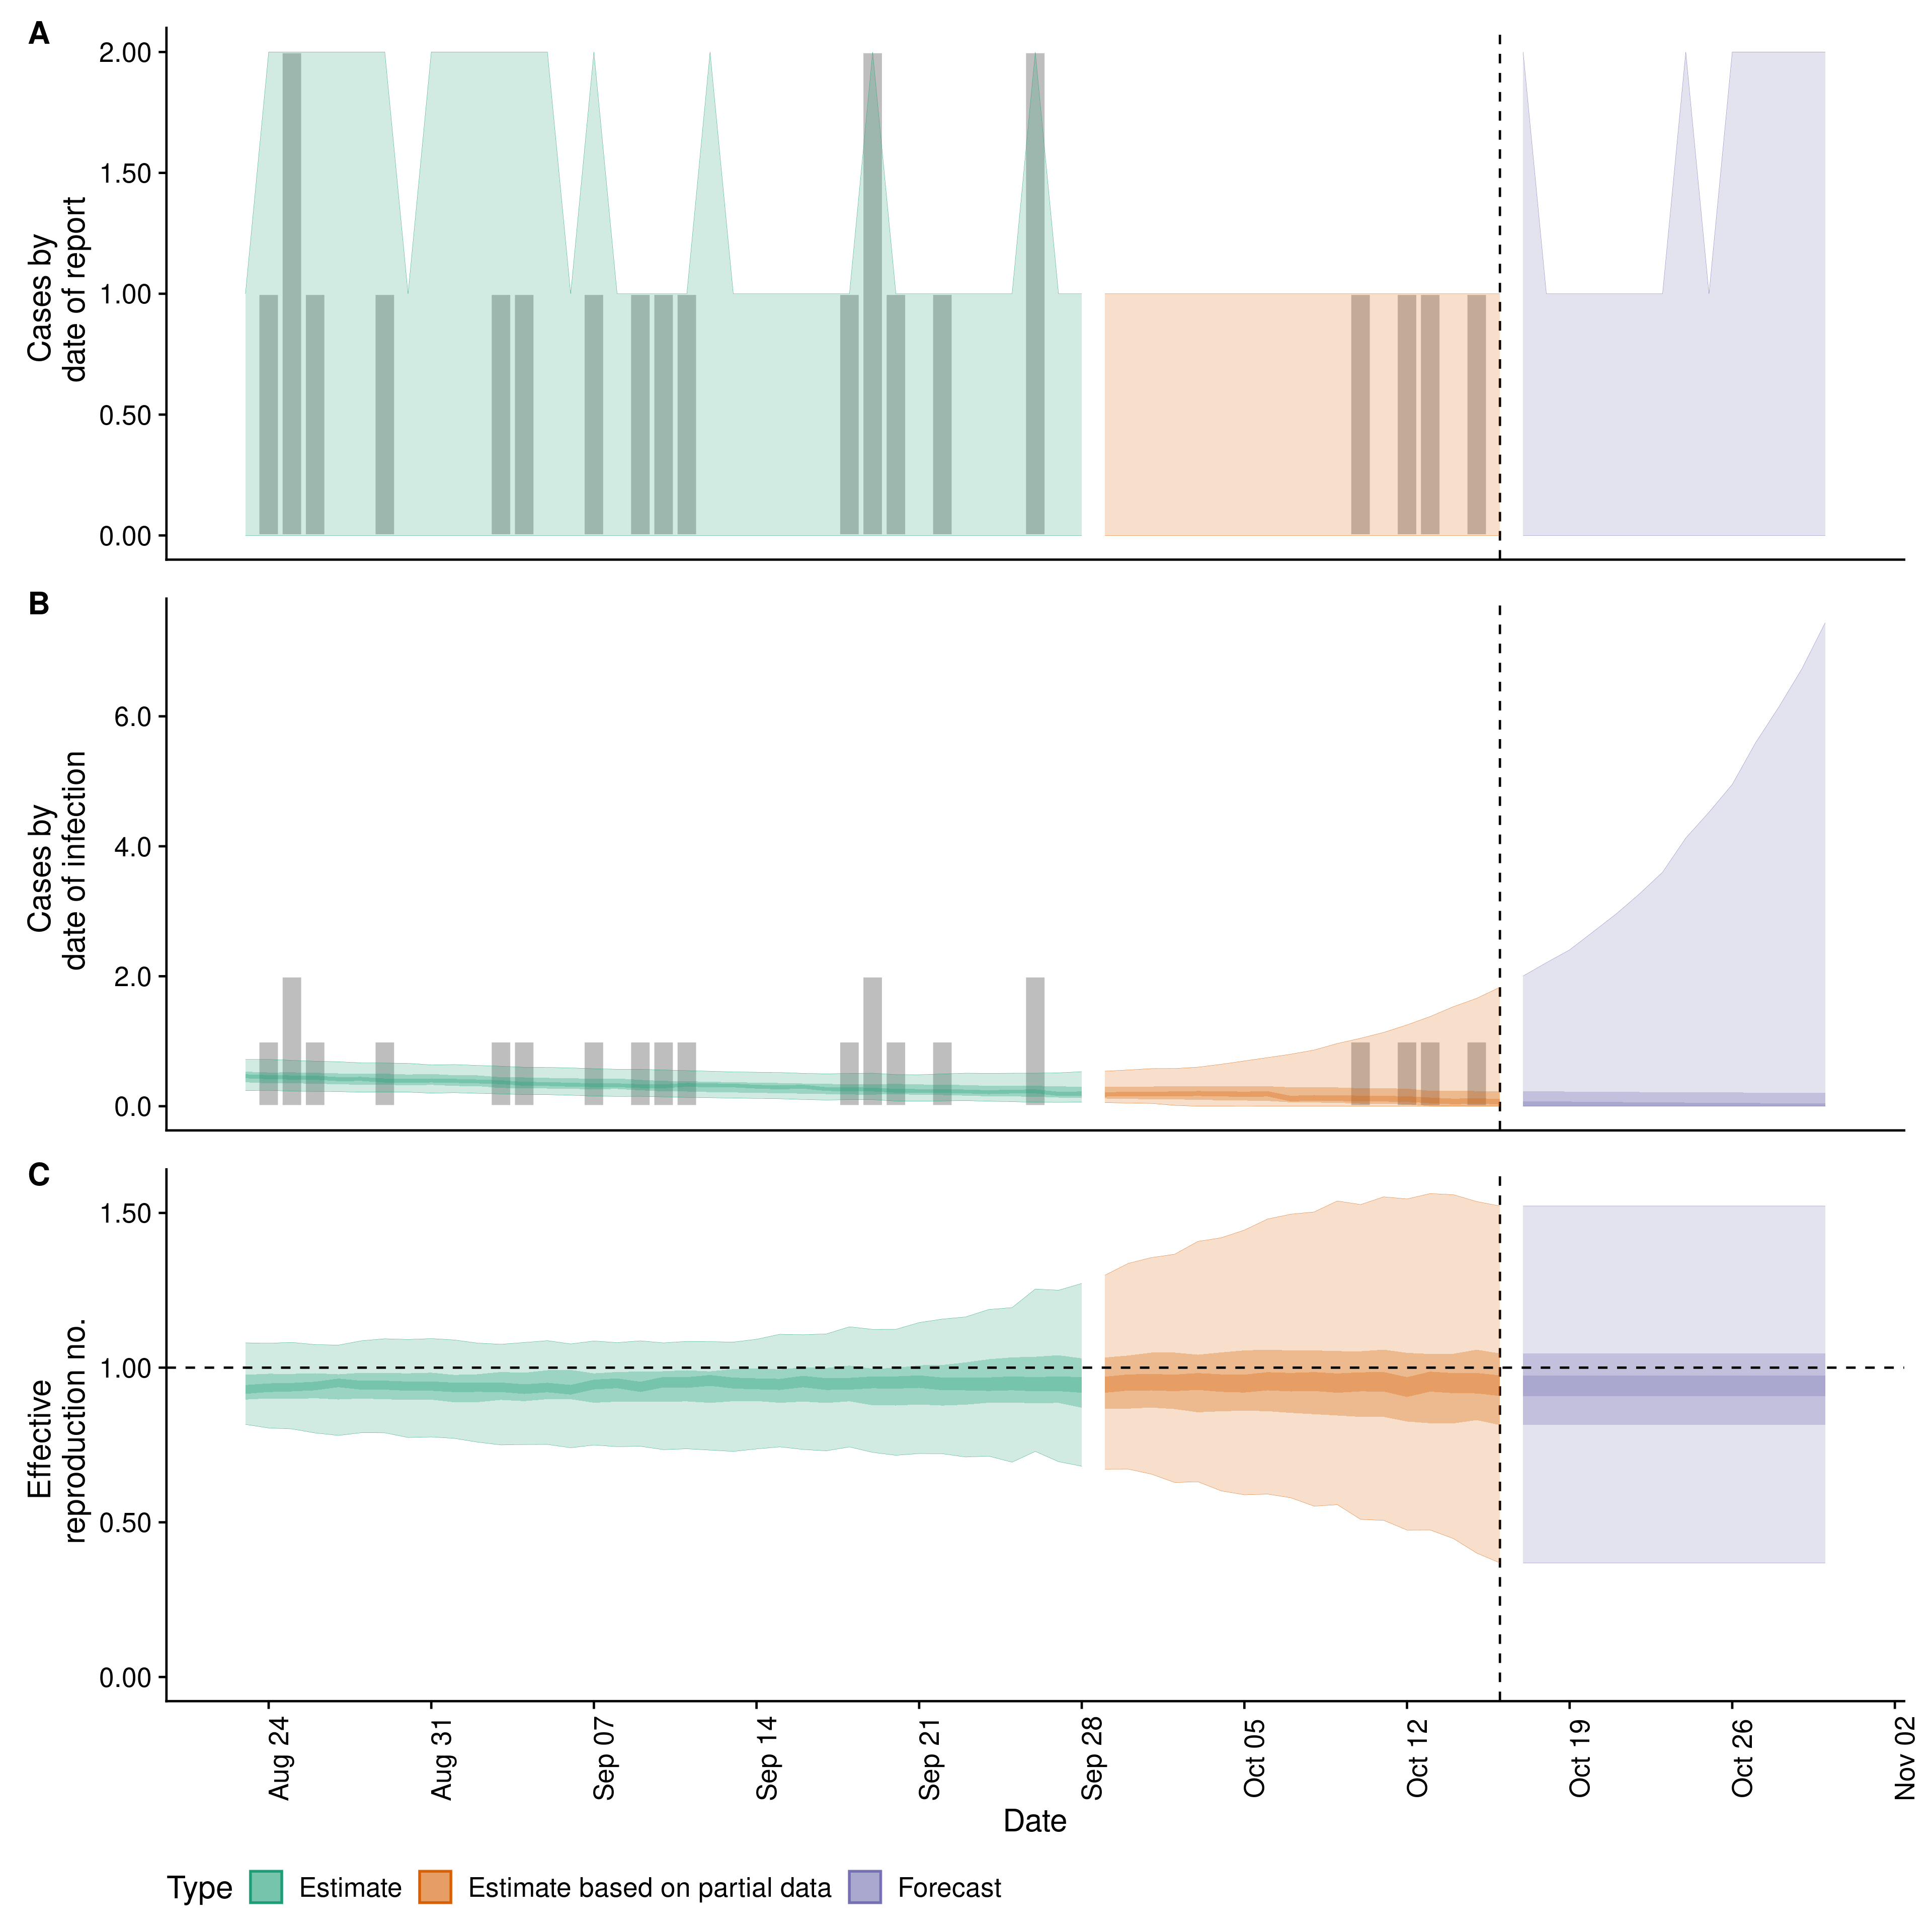 A
Cases by
date of report
2.00
1.50
1.00
0.50
0.00
B
Cases by
date of infection
6.0
4.0
2.0
0.0
C
Effective
reproduction no.
1.50
1.00
0.50
0.00
Aug 24
Aug 31
Sep 07
Sep 14
Sep 21
Sep 28
Oct 05
Oct 12
Oct 19
Oct 26
Nov 02
Date
Type Estimate Estimate based on partial data Forecast